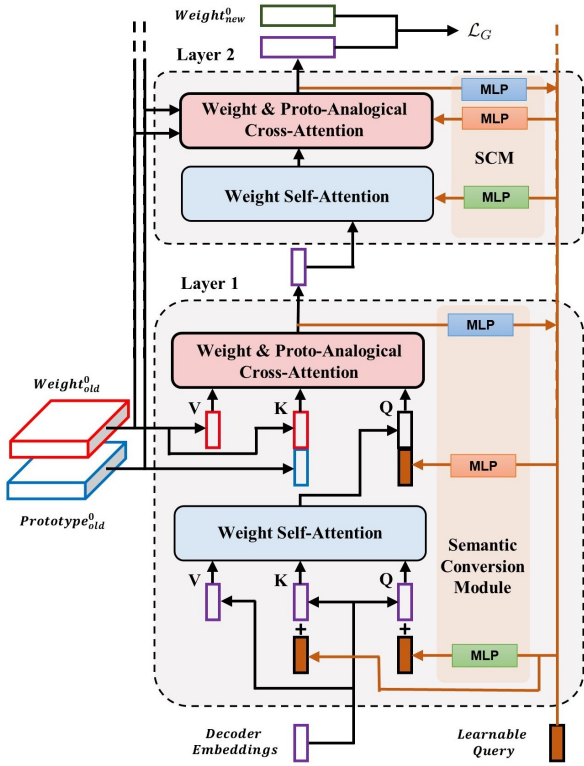 Weight⁰new
ℒG
Layer 2
MLP
Weight & Proto-Analogical
Cross-Attention
MLP
SCM
Weight Self-Attention
MLP
Layer 1
MLP
Weight & Proto-Analogical
Cross-Attention
Weight⁰old
V
K
Q
MLP
Prototype⁰old
Weight Self-Attention
Semantic
Conversion
Module
V
K
Q
+
+
MLP
Decoder
Embeddings
Learnable
Query